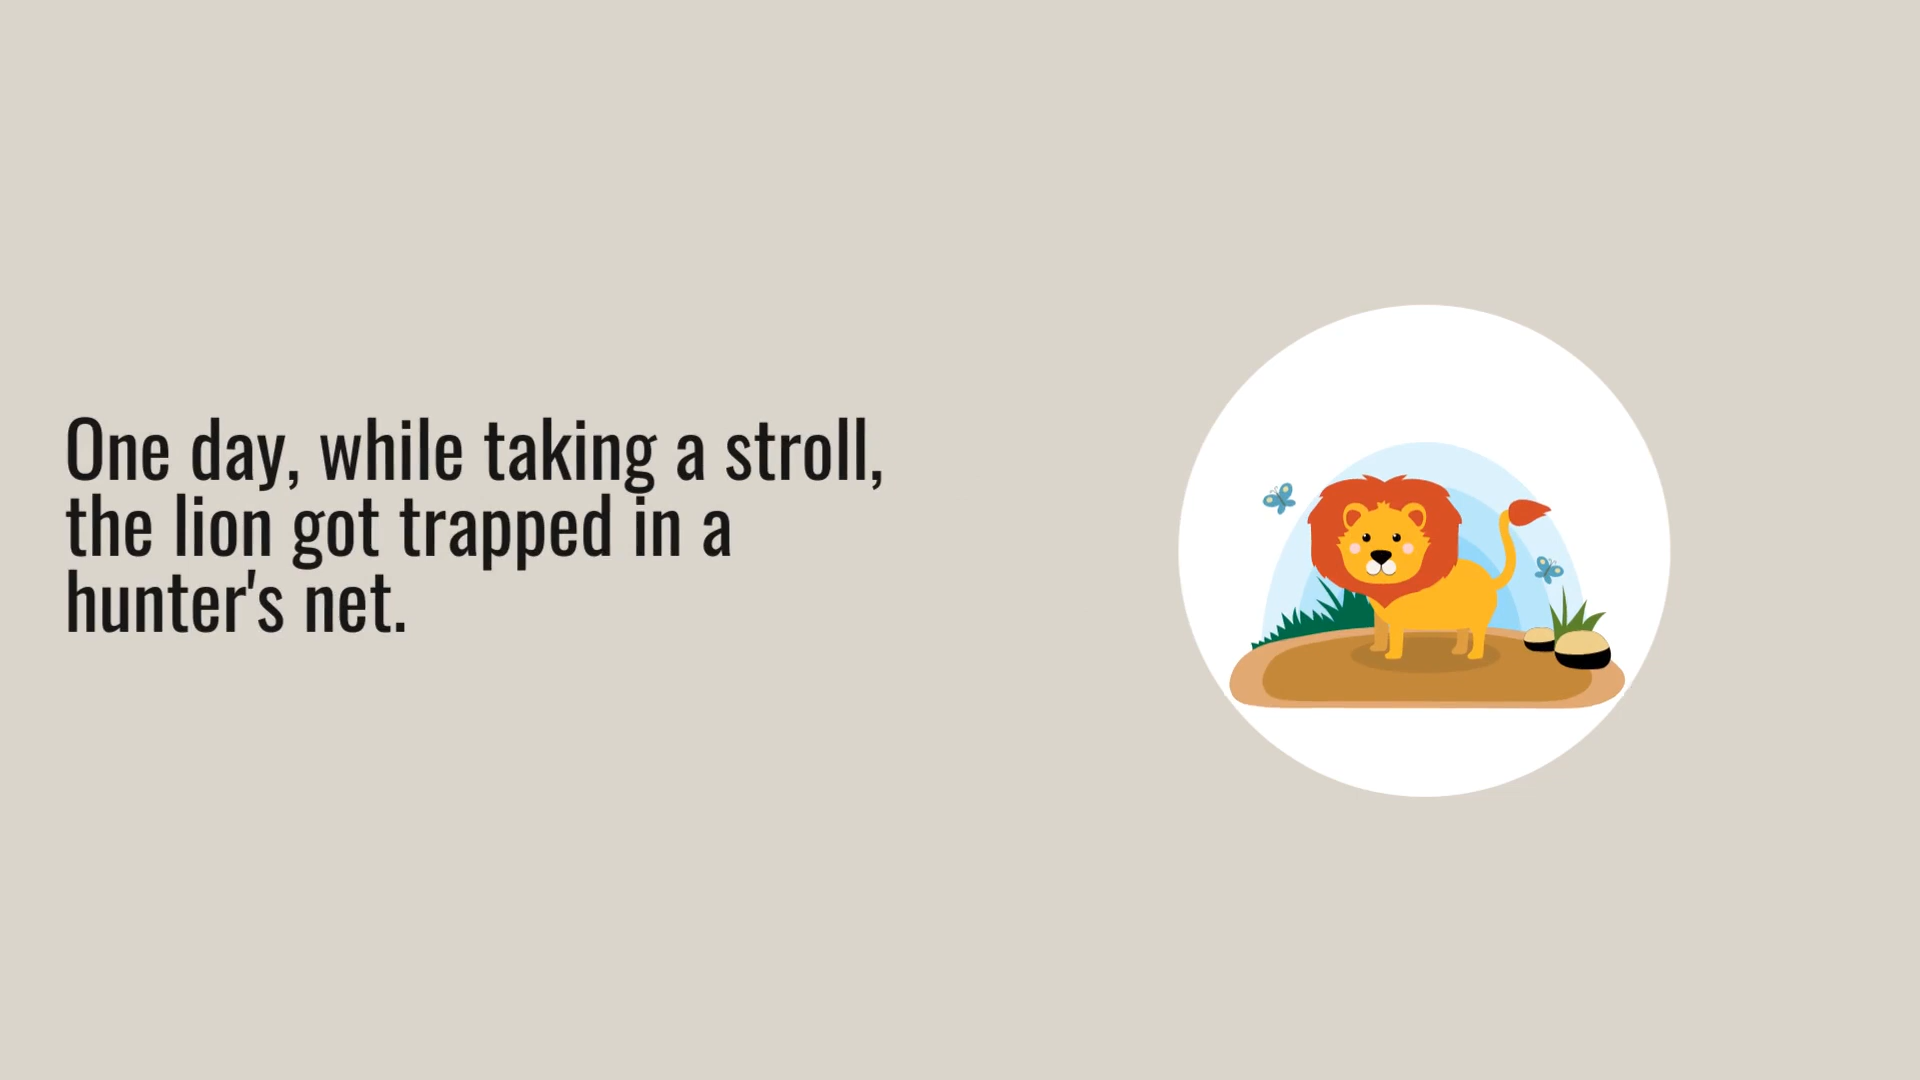 One day, while taking a stroll,
the lion got trapped in a
hunter's net.